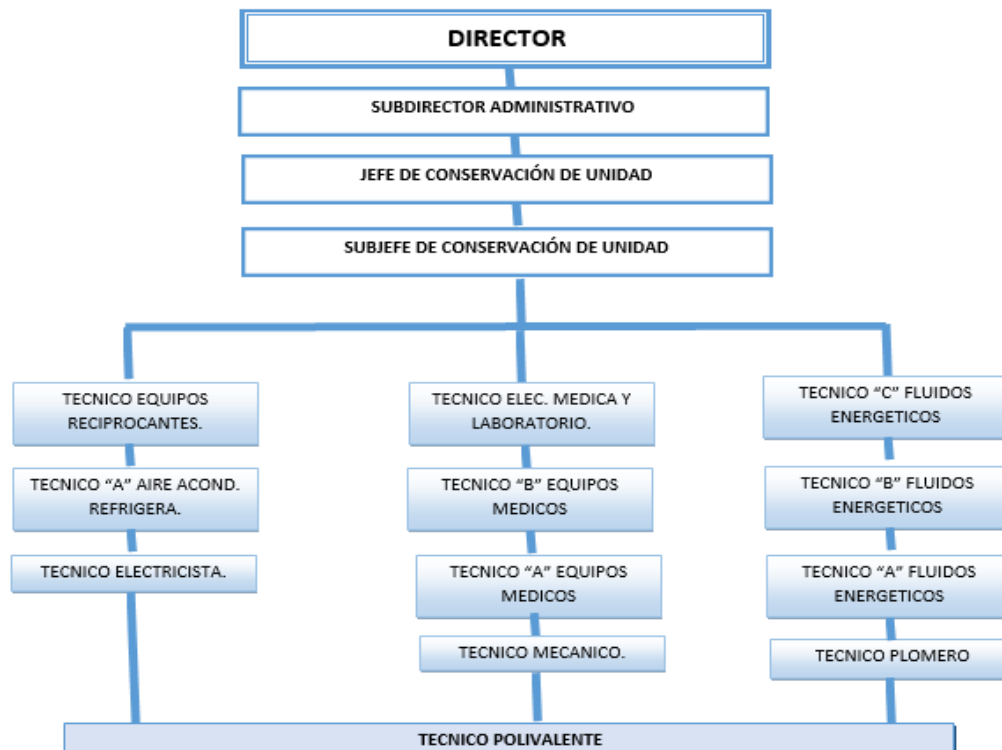 DIRECTOR
SUBDIRECTOR ADMINISTRATIVO
JEFE DE CONSERVACIÓN DE UNIDAD
SUBJEFE DE CONSERVACIÓN DE UNIDAD
TECNICO EQUIPOS
RECIPROCANTES.
TECNICO “A” AIRE ACOND.
REFRIGERA.
TECNICO ELECTRICISTA.
TECNICO ELEC. MEDICA Y
LABORATORIO.
TECNICO “B” EQUIPOS
MEDICOS
TECNICO “A” EQUIPOS
MEDICOS
TECNICO MECANICO.
TECNICO “C” FLUIDOS
ENERGETICOS
TECNICO “B” FLUIDOS
ENERGETICOS
TECNICO “A” FLUIDOS
ENERGETICOS
TECNICO PLOMERO
TECNICO POLIVALENTE